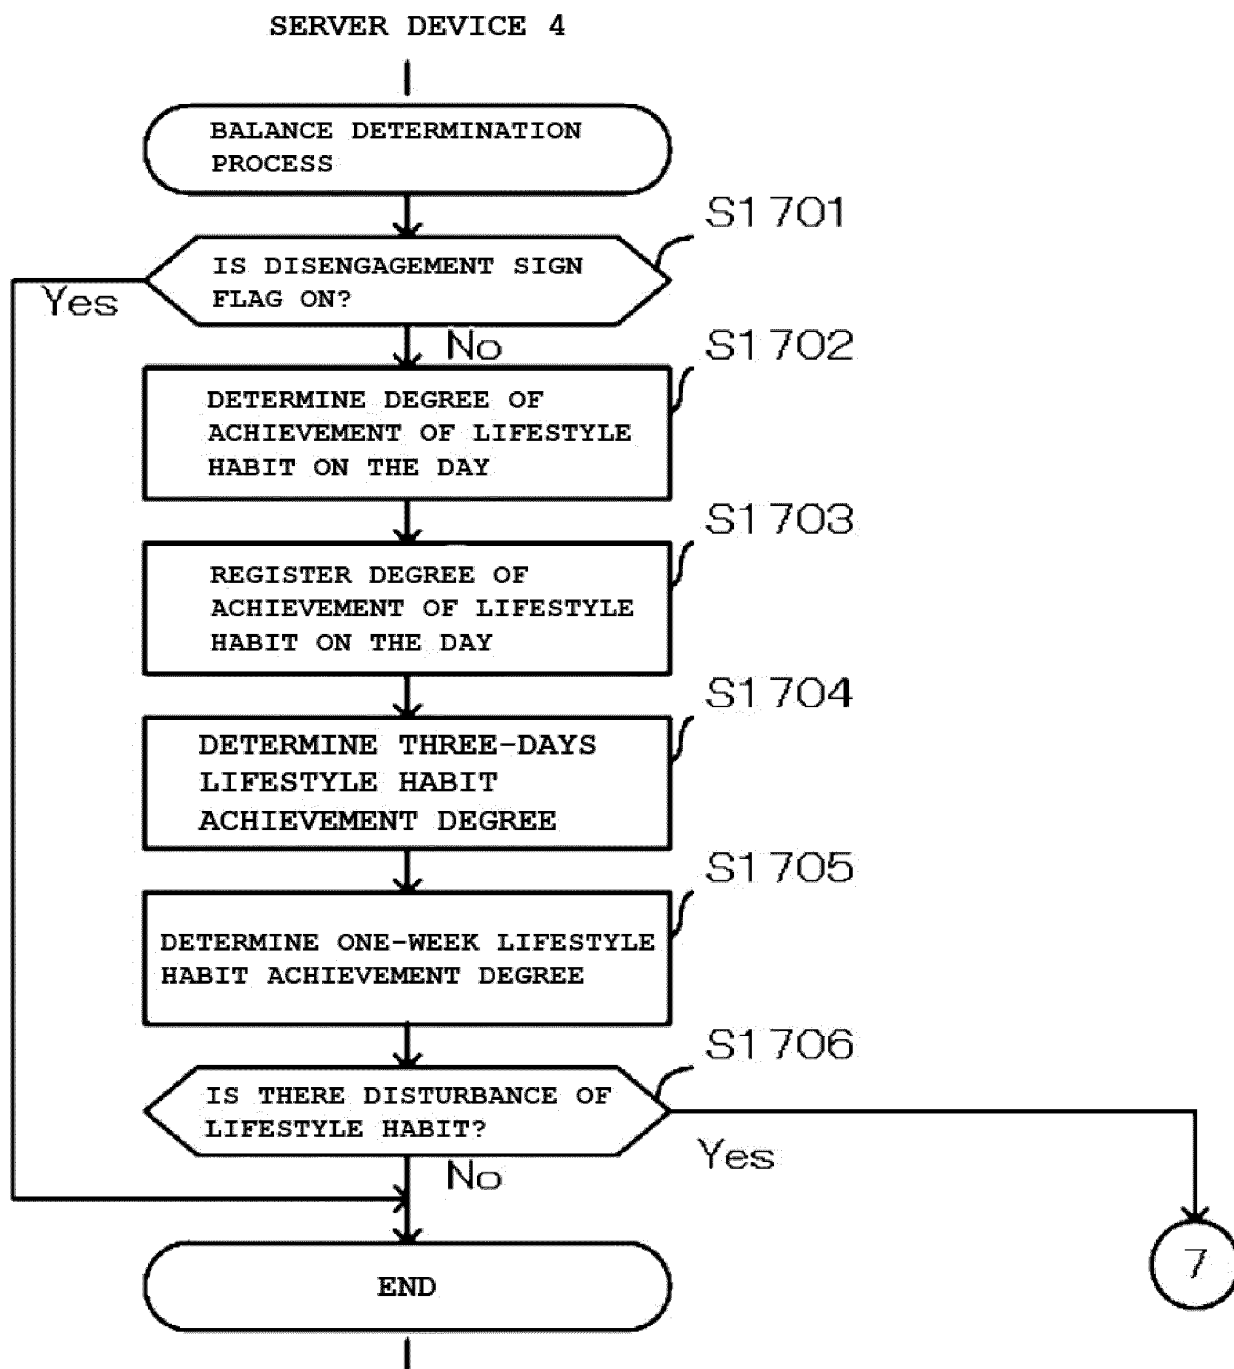 SERVER DEVICE 4
BALANCE DETERMINATION
PROCESS
S1701
IS DISENGAGEMENT SIGN
FLAG ON?
Yes
No
S1702
DETERMINE DEGREE OF
ACHIEVEMENT OF LIFESTYLE
HABIT ON THE DAY
S1703
REGISTER DEGREE OF
ACHIEVEMENT OF LIFESTYLE
HABIT ON THE DAY
S1704
DETERMINE THREE-DAYS
LIFESTYLE HABIT
ACHIEVEMENT DEGREE
S1705
DETERMINE ONE-WEEK LIFESTYLE
HABIT ACHIEVEMENT DEGREE
S1706
IS THERE DISTURBANCE OF
LIFESTYLE HABIT?
Yes
No
7
END